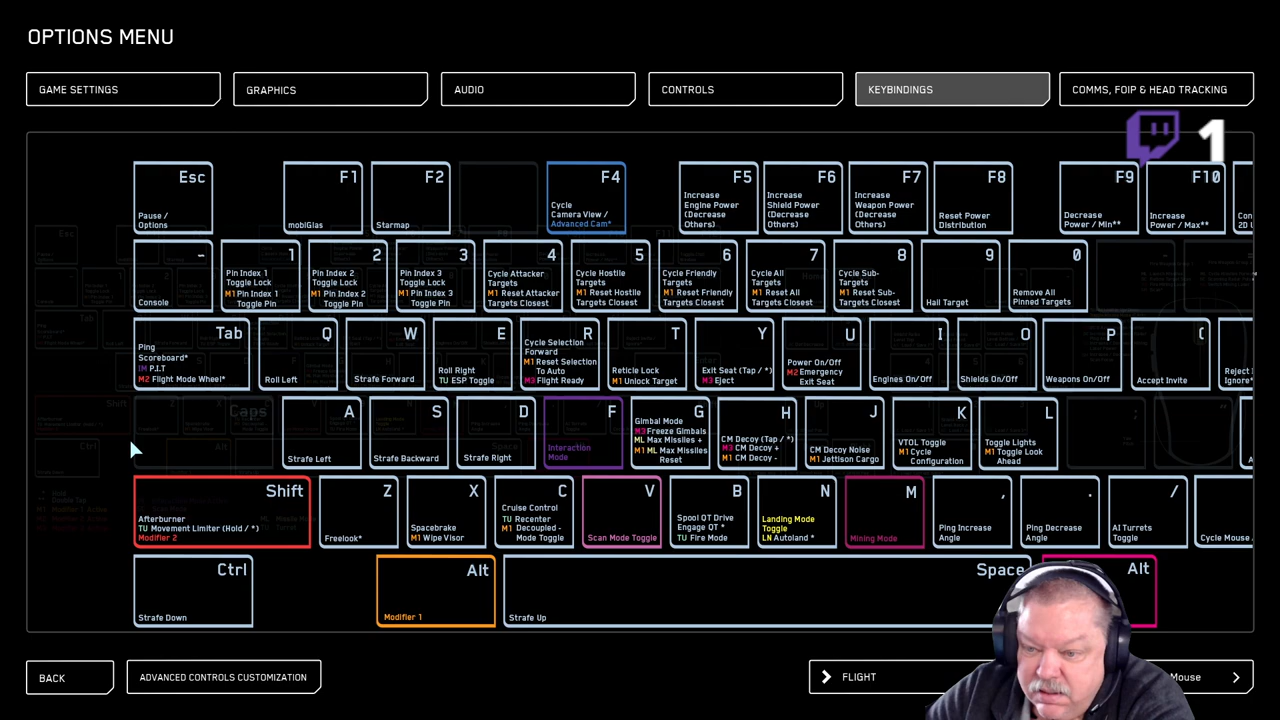 OPTIONS MENU
GAME SETTINGS
GRAPHICS
AUDIO
CONTROLS
KEYBINDINGS
COMMS, FOIP & HEAD TRACKING
1
Esc
Pause /
Options
F1
mobiGlas
F2
Starmap
F4
Cycle
Camera View /
Advanced Cam*
F5
Increase
Engine Power
(Decrease
Others)
F6
Increase
Shield Power
(Decrease
Others)
F7
Increase
Weapon Power
(Decrease
Others)
F8
Reset Power
Distribution
F9
Decrease
Power / Min**
F10
Increase
Power / Max**
~
Console
1
Pin Index 1
Toggle Lock
M1 Pin Index 1
Toggle Pin
2
Pin Index 2
Toggle Lock
M1 Pin Index 2
Toggle Pin
3
Pin Index 3
Toggle Lock
M1 Pin Index 3
Toggle Pin
4
Cycle Attacker
Targets
M1 Reset Attacker
Targets Closest
5
Cycle Hostile
Targets
M1 Reset Hostile
Targets Closest
6
Cycle Friendly
Targets
M1 Reset Friendly
Targets Closest
7
Cycle All
Targets
M1 Reset All
Targets Closest
8
Cycle Sub-
Targets
M1 Reset Sub-
Targets Closest
9
Hail Target
0
Remove All
Pinned Targets
Tab
Ping
Scoreboard*
IM P.I.T
M2 Flight Mode Wheel*
Q
Roll Left
W
Strafe Forward
E
Roll Right
TU ESP Toggle
R
Cycle Selection
Forward
M1 Reset Selection
To Auto
M3 Flight Ready
T
Reticle Lock
M1 Unlock Target
Y
Exit Seat (Tap / *)
M3 Eject
U
Power On/Off
M2 Emergency
Exit Seat
I
Engines On/Off
O
Shields On/Off
P
Weapons On/Off
Accept Invite
Reject I
Ignore*
Caps
A
Strafe Left
S
Strafe Backward
D
Strafe Right
F
Interaction
Mode
G
Gimbal Mode
M3 Freeze Gimbals
ML Max Missiles +
M1 ML Max Missiles
Reset
H
CM Decoy (Tap / *)
M3 CM Decoy +
M1 CM Decoy -
J
CM Decoy Noise
M1 Jettison Cargo
K
VTOL Toggle
M1 Cycle
Configuration
L
Toggle Lights
M1 Toggle Look
Ahead
Shift
Afterburner
TU Movement Limiter (Hold / *)
Modifier 2
Z
Freelook*
X
Spacebrake
M1 Wipe Visor
C
Cruise Control
TU Recenter
M1 Decoupled -
Mode Toggle
V
Scan Mode Toggle
B
Spool QT Drive
Engage QT *
TU Fire Mode
N
Landing Mode
Toggle
LN Autoland *
M
Mining Mode
,
Ping Increase
Angle
.
Ping Decrease
Angle
/
AI Turrets
Toggle
Cycle Mouse
Ctrl
Strafe Down
Alt
Modifier 1
Space
Strafe Up
Alt
BACK
ADVANCED CONTROLS CUSTOMIZATION
FLIGHT
Mouse